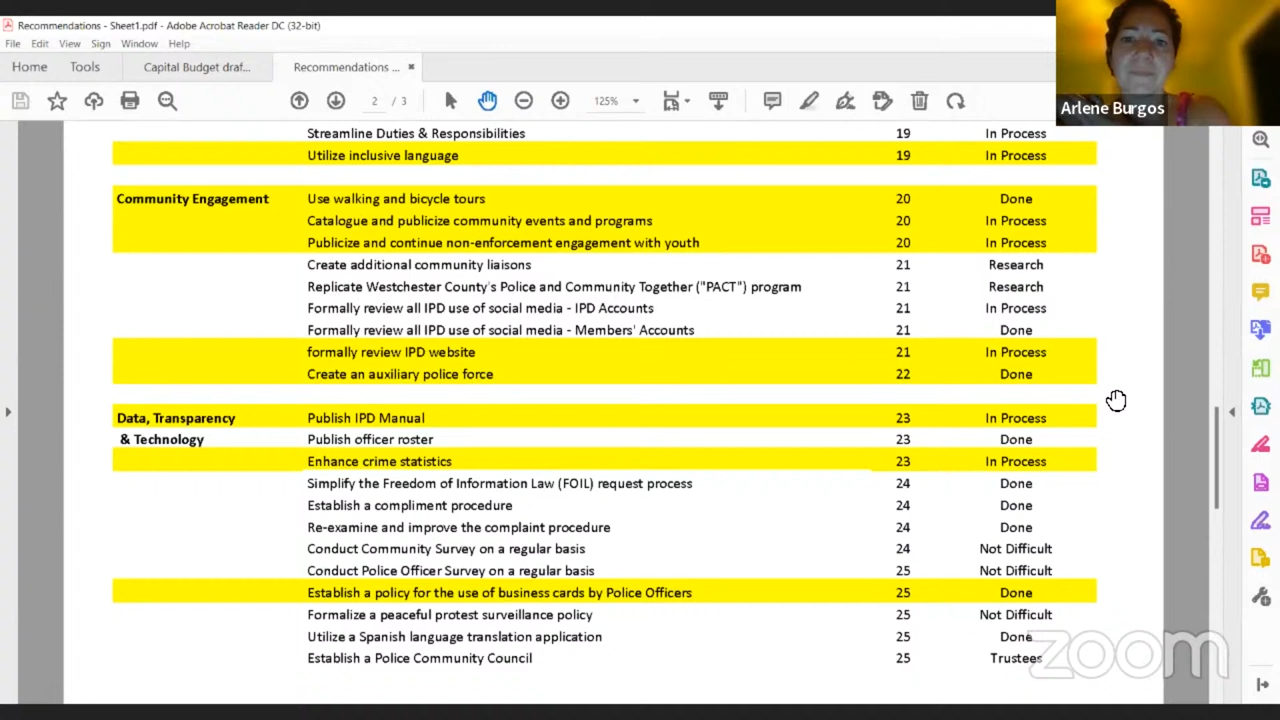 Recommendations - Sheet1.pdf - Adobe Acrobat Reader DC (32-bit)
File Edit View Sign Window Help
Home Tools Capital Budget draf... Recommendations ...
2 / 3 125%
Arlene Burgos
Streamline Duties & Responsibilities 19 In Process
Utilize inclusive language 19 In Process
Community Engagement Use walking and bicycle tours 20 Done
Catalogue and publicize community events and programs 20 In Process
Publicize and continue non-enforcement engagement with youth 20 In Process
Create additional community liaisons 21 Research
Replicate Westchester County's Police and Community Together ("PACT") program 21 Research
Formally review all IPD use of social media - IPD Accounts 21 In Process
Formally review all IPD use of social media - Members' Accounts 21 Done
formally review IPD website 21 In Process
Create an auxiliary police force 22 Done
Data, Transparency Publish IPD Manual 23 In Process
& Technology Publish officer roster 23 Done
Enhance crime statistics 23 In Process
Simplify the Freedom of Information Law (FOIL) request process 24 Done
Establish a compliment procedure 24 Done
Re-examine and improve the complaint procedure 24 Done
Conduct Community Survey on a regular basis 24 Not Difficult
Conduct Police Officer Survey on a regular basis 25 Not Difficult
Establish a policy for the use of business cards by Police Officers 25 Done
Formalize a peaceful protest surveillance policy 25 Not Difficult
Utilize a Spanish language translation application 25 Done
Establish a Police Community Council 25 Trustees
zoom